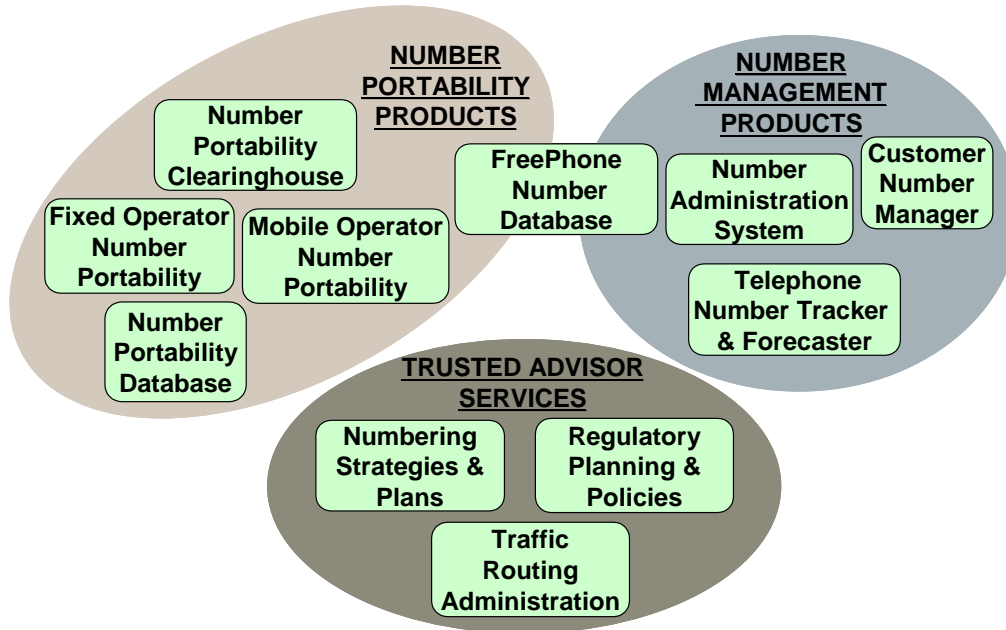 NUMBER
PORTABILITY
PRODUCTS
Number
Portability
Clearinghouse
Fixed Operator
Number
Portability
Mobile Operator
Number
Portability
Number
Portability
Database
FreePhone
Number
Database
NUMBER
MANAGEMENT
PRODUCTS
Number
Administration
System
Customer
Number
Manager
Telephone
Number Tracker
& Forecaster
TRUSTED ADVISOR
SERVICES
Numbering
Strategies &
Plans
Regulatory
Planning &
Policies
Traffic
Routing
Administration